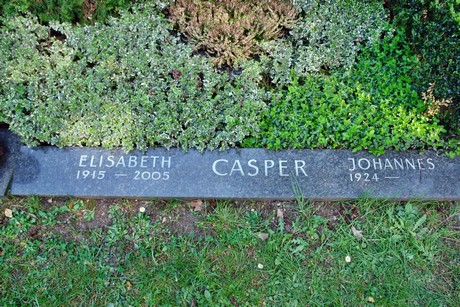 ELISABETH CASPER JOHANNES
1915 — 2005 1924 —